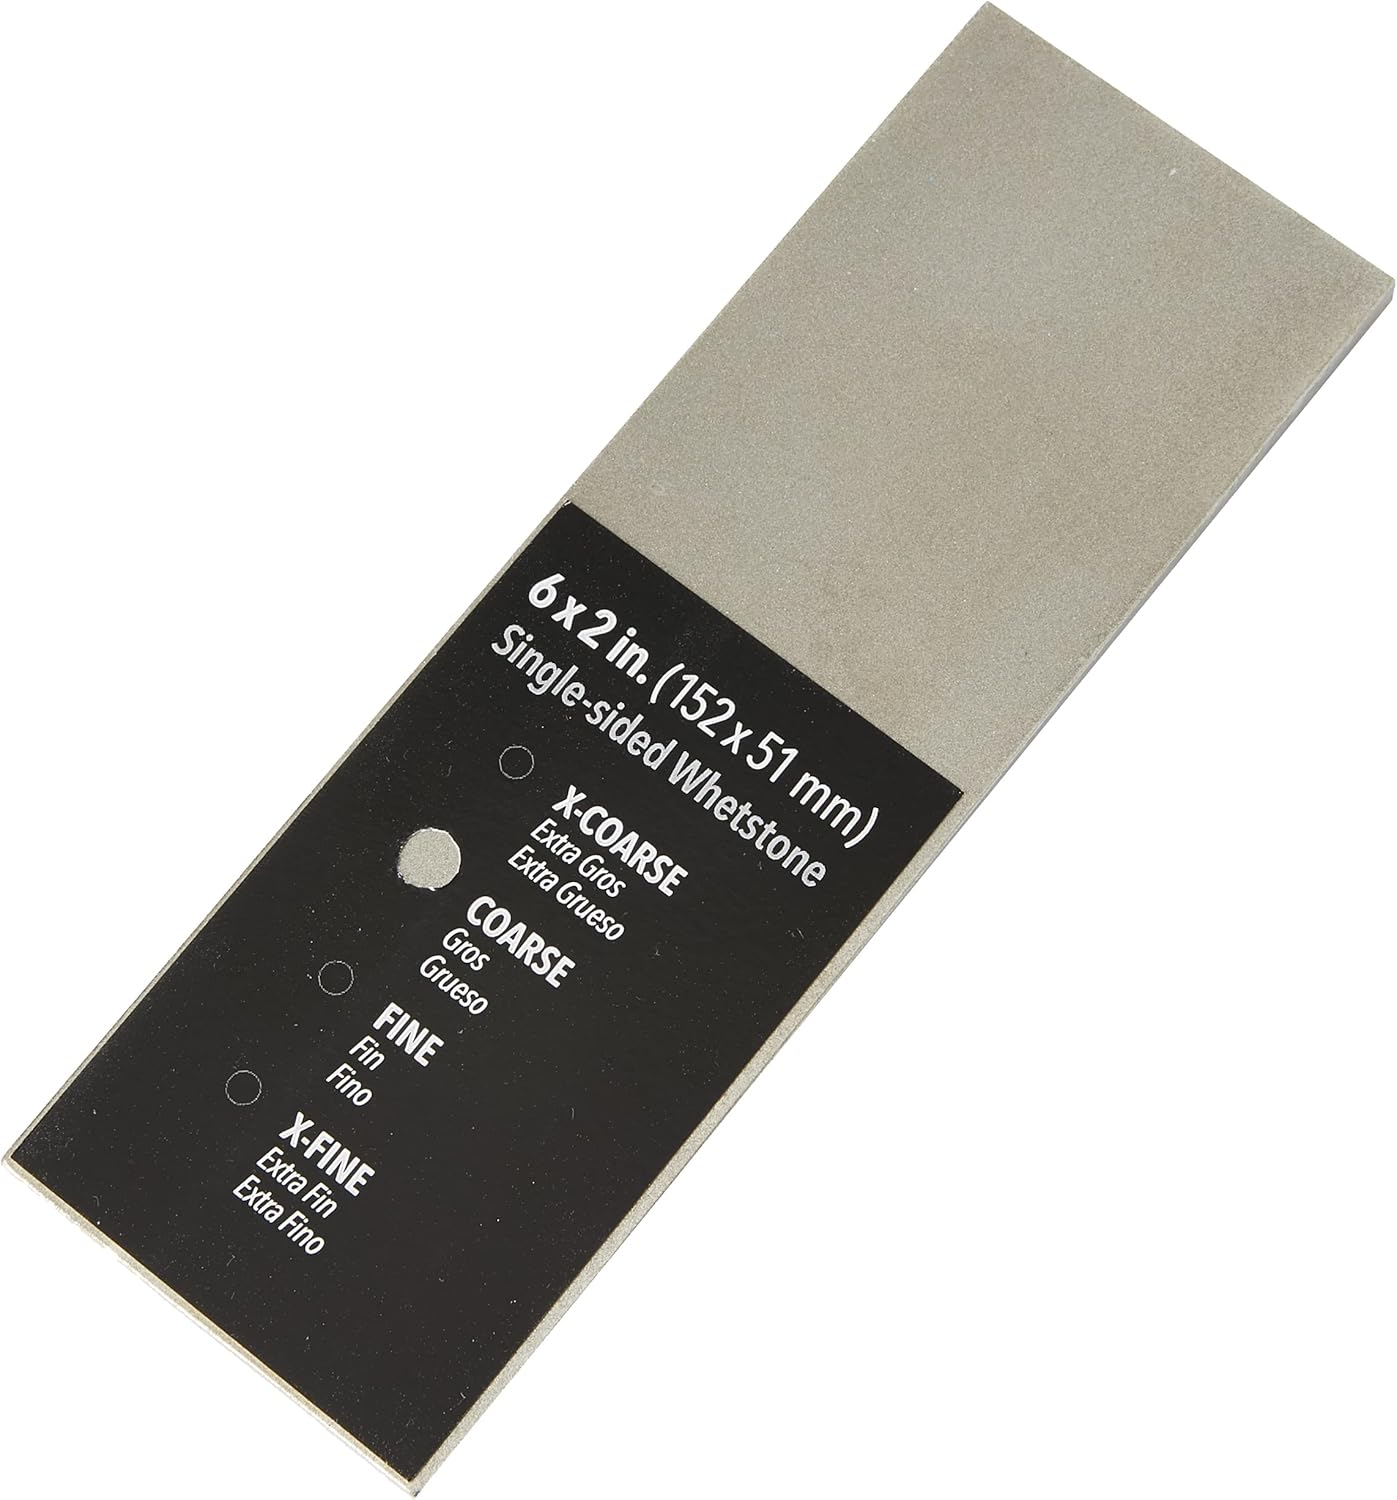 6 x 2 in. (152 x 51 mm)
Single-sided Whetstone
X-COARSE
Extra Gros
Extra Grueso
COARSE
Gros
Grueso
FINE
Fin
Fino
X-FINE
Extra Fin
Extra Fino